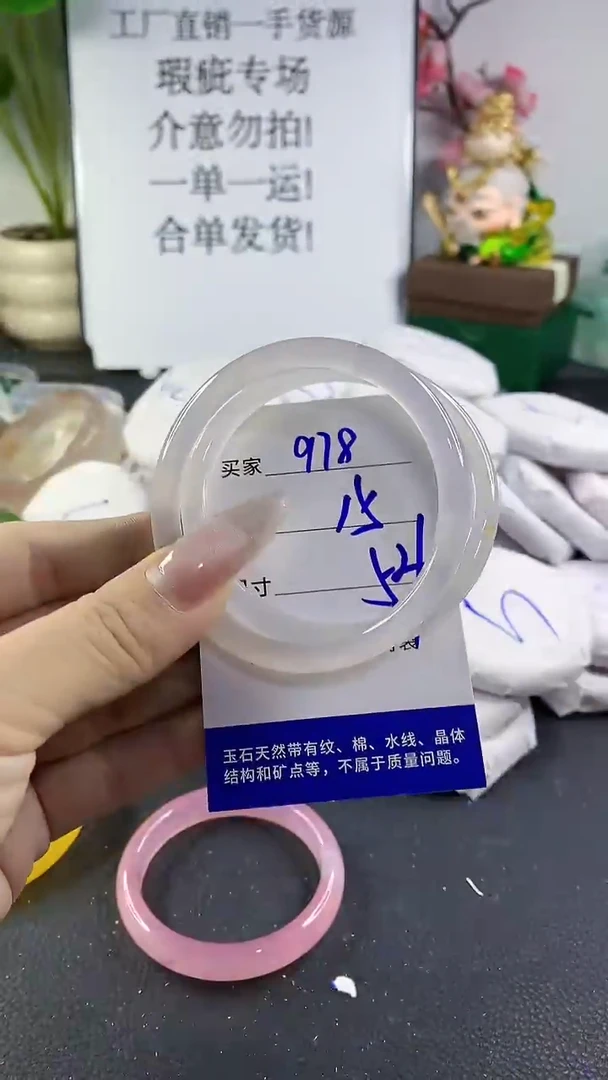 工厂直销一手货源
瑕疵专场
介意勿拍!
一单一运!
合单发货!
买家 978
15
寸 521
玉石天然带有纹、棉、水线、晶体
结构和矿点等，不属于质量问题。
5